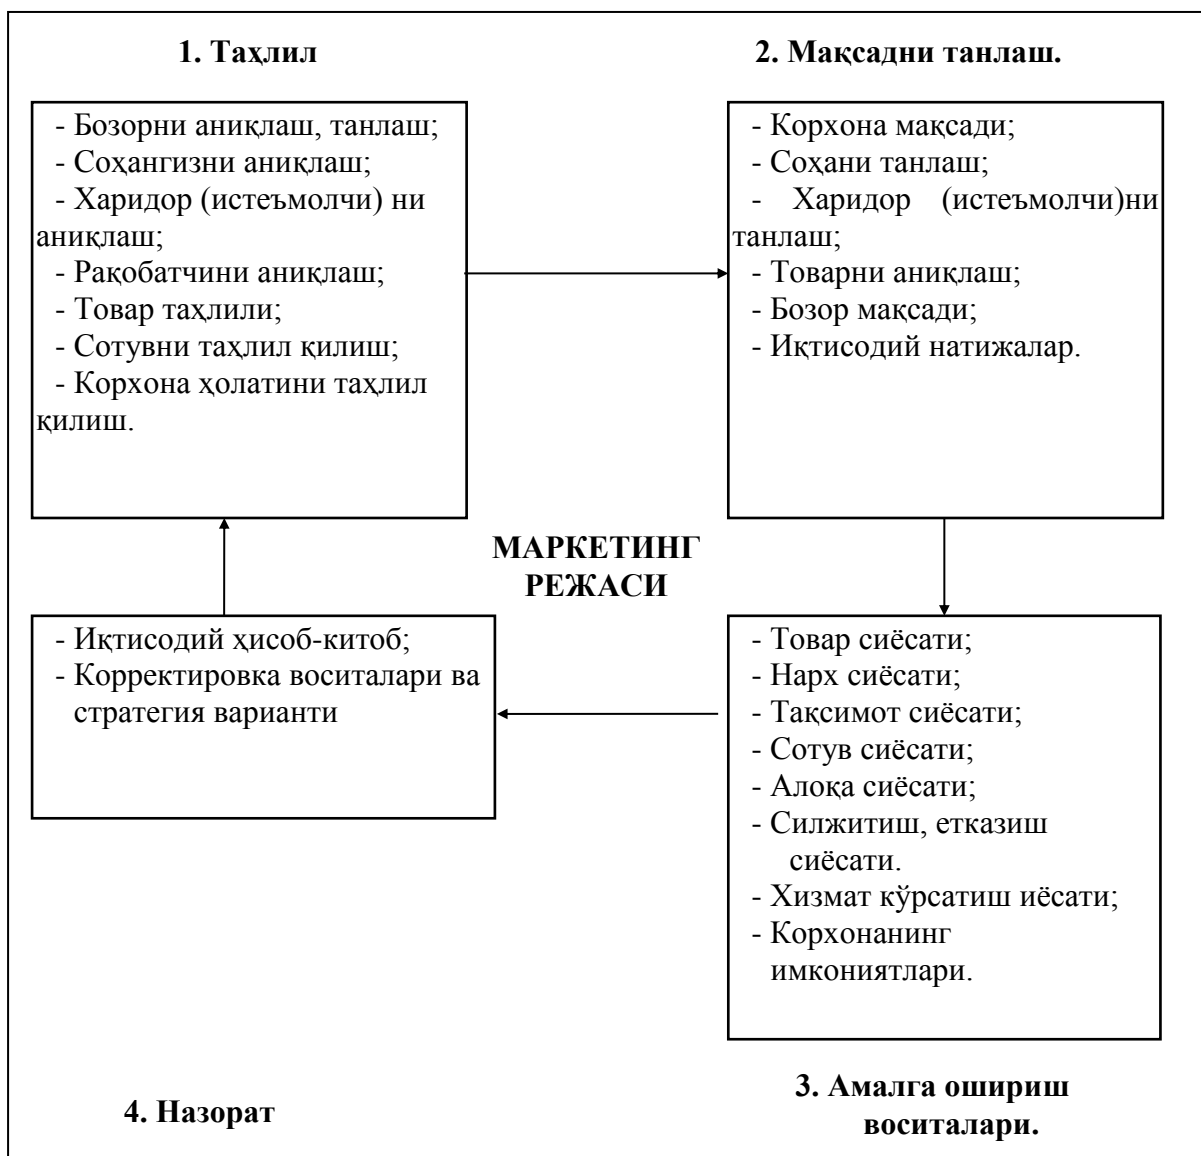 1. Таҳлил
- Бозорни аниқлаш, танлаш;
- Соҳангизни аниқлаш;
- Харидор (истеъмолчи) ни
аниқлаш;
- Рақобатчини аниқлаш;
- Товар таҳлили;
- Сотувни таҳлил қилиш;
- Корхона ҳолатини таҳлил
қилиш.
2. Мақсадни танлаш.
- Корхона мақсади;
- Соҳани танлаш;
- Харидор (истеъмолчи)ни
танлаш;
- Товарни аниқлаш;
- Бозор мақсади;
- Иқтисодий натижалар.
МАРКЕТИНГ
РЕЖАСИ
- Товар сиёсати;
- Нарх сиёсати;
- Тақсимот сиёсати;
- Сотув сиёсати;
- Алоқа сиёсати;
- Силжитиш, етказиш
сиёсати.
- Хизмат кўрсатиш иёсати;
- Корхонанинг
имкониятлари.
3. Амалга ошириш
воситалари.
- Иқтисодий ҳисоб-китоб;
- Корректировка воситалари ва
стратегия варианти
4. Назорат